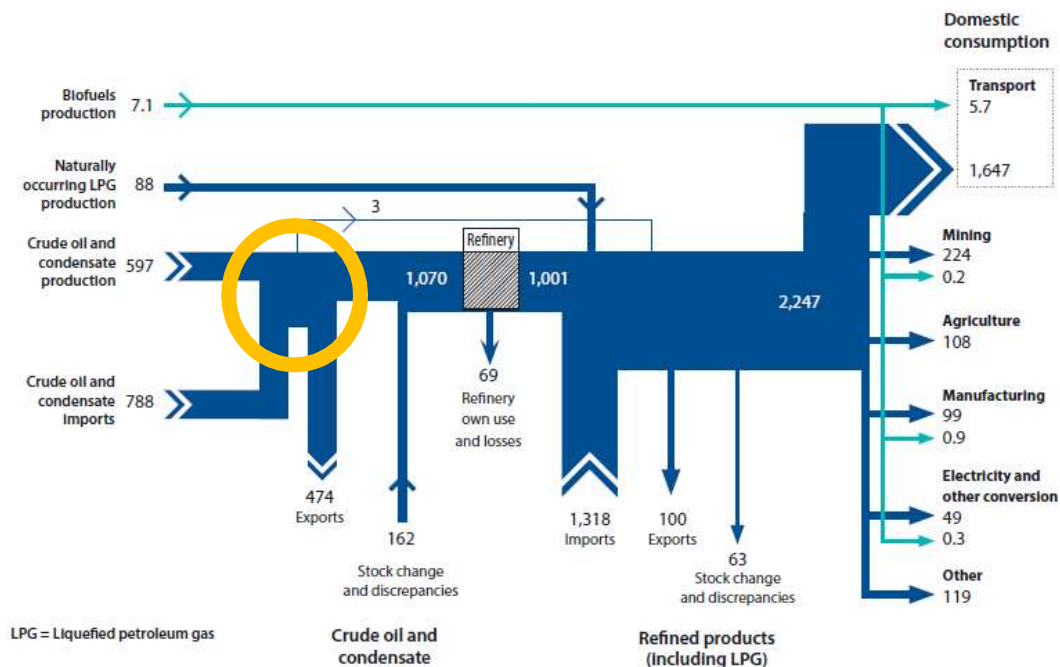 Domestic
consumption
Biofuels
production
7.1
Transport
5.7
1,647
Naturally
occurring LPG
production
88
3
Refinery
Crude oil and
condensate
production
597
1,070
1,001
2,247
Mining
224
0.2
Agriculture
108
Crude oil and
condensate
imports
788
69
Refinery
own use
and losses
Manufacturing
99
0.9
474
Exports
162
Stock change
and discrepancies
1,318
Imports
100
Exports
63
Stock change
and discrepancies
Electricity and
other conversion
49
0.3
Other
119
LPG = Liquefied petroleum gas
Crude oil and
condensate
Refined products
(including LPG)